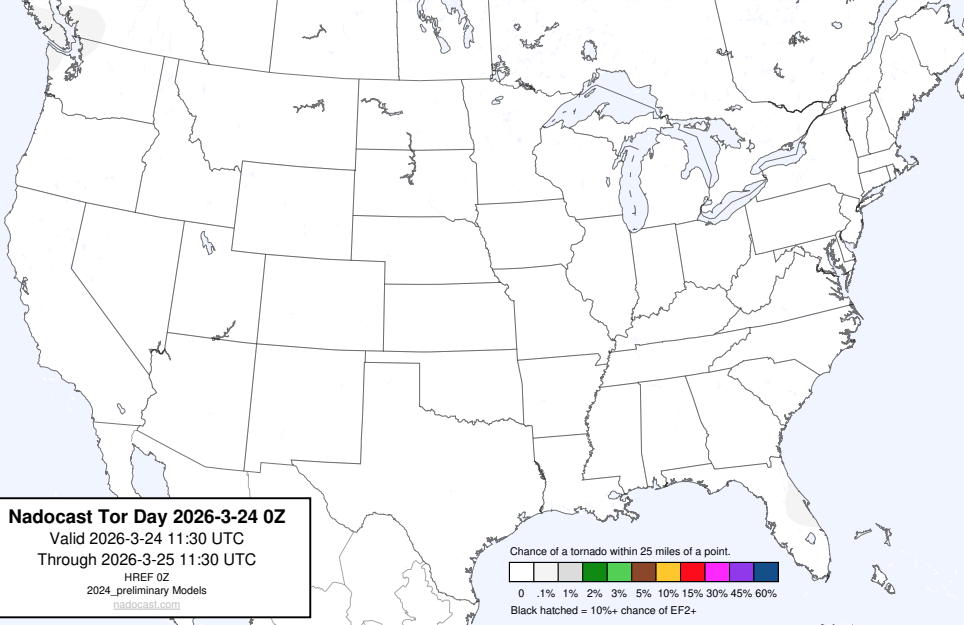 Nadocast Tor Day 2026-3-24 0Z
Valid 2026-3-24 11:30 UTC
Through 2026-3-25 11:30 UTC
HREF 0Z
2024_preliminary Models
nadocast.com
Chance of a tornado within 25 miles of a point.
0 .1% 1% 2% 3% 5% 10% 15% 30% 45% 60%
Black hatched = 10%+ chance of EF2+